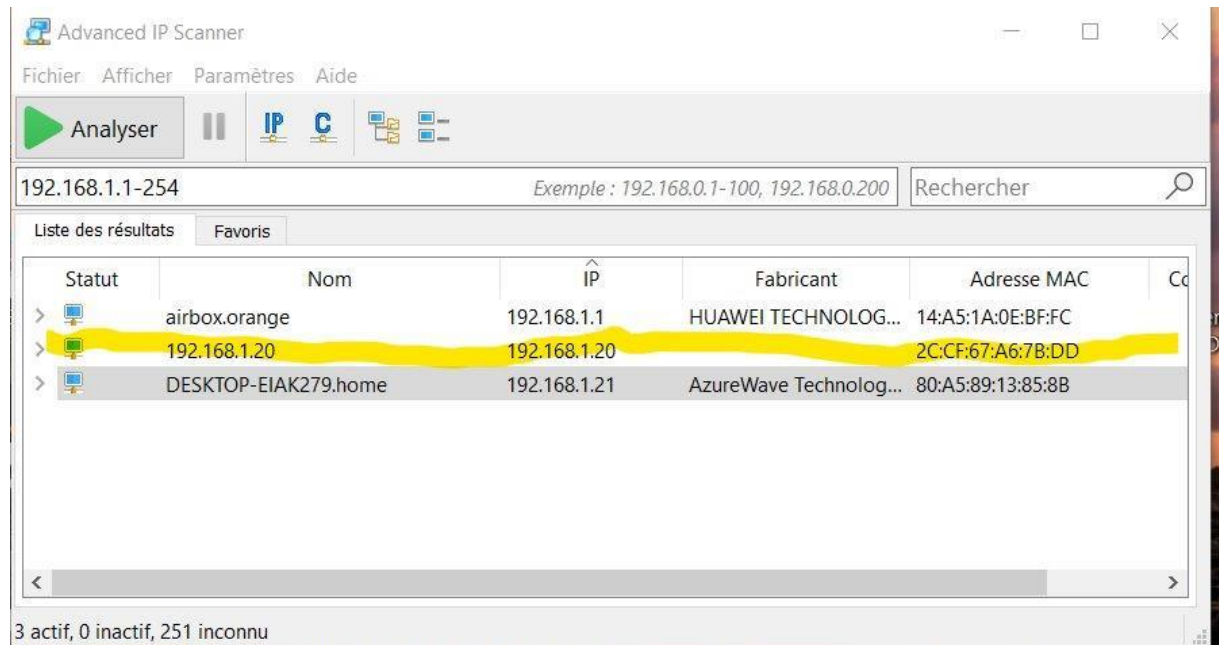 Advanced IP Scanner
Fichier Afficher Paramètres Aide
Analyser IP C
192.168.1.1-254 Exemple : 192.168.0.1-100, 192.168.0.200 Rechercher
Liste des résultats Favoris
Statut Nom IP Fabricant Adresse MAC Co
airbox.orange 192.168.1.1 HUAWEI TECHNOLOG... 14:A5:1A:0E:BF:FC
192.168.1.20 192.168.1.20 2C:CF:67:A6:7B:DD
DESKTOP-EIAK279.home 192.168.1.21 AzureWave Technolog... 80:A5:89:13:85:8B
3 actif, 0 inactif, 251 inconnu